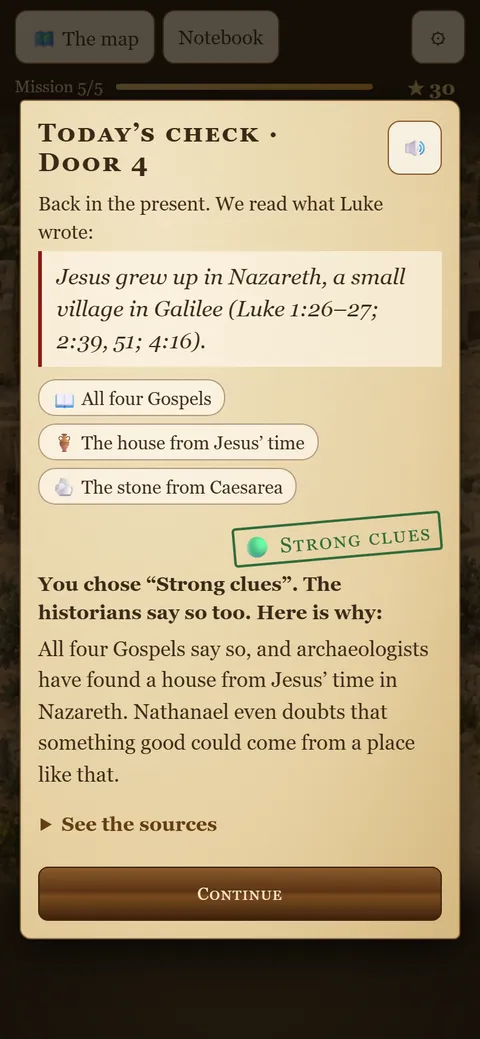 The map
Notebook
Mission 5/5
★ 30
Today's check ·
Door 4
Back in the present. We read what Luke
wrote:
Jesus grew up in Nazareth, a small
village in Galilee (Luke 1:26–27;
2:39, 51; 4:16).
All four Gospels
The house from Jesus' time
The stone from Caesarea
Strong clues
You chose “Strong clues”. The
historians say so too. Here is why:
All four Gospels say so, and archaeologists
have found a house from Jesus' time in
Nazareth. Nathanael even doubts that
something good could come from a place
like that.
▶ See the sources
Continue